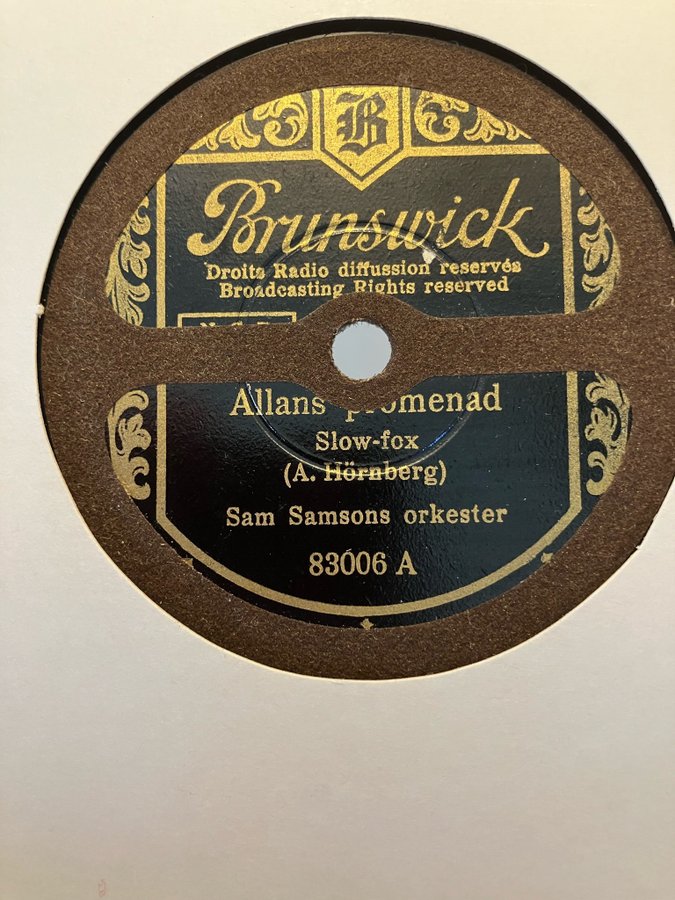 B
Brunswick
Droits Radio diffussion reservés
Broadcasting Rights reserved
Allans promenad
Slow-fox
(A. Hörnberg)
Sam Samsons orkester
83006 A